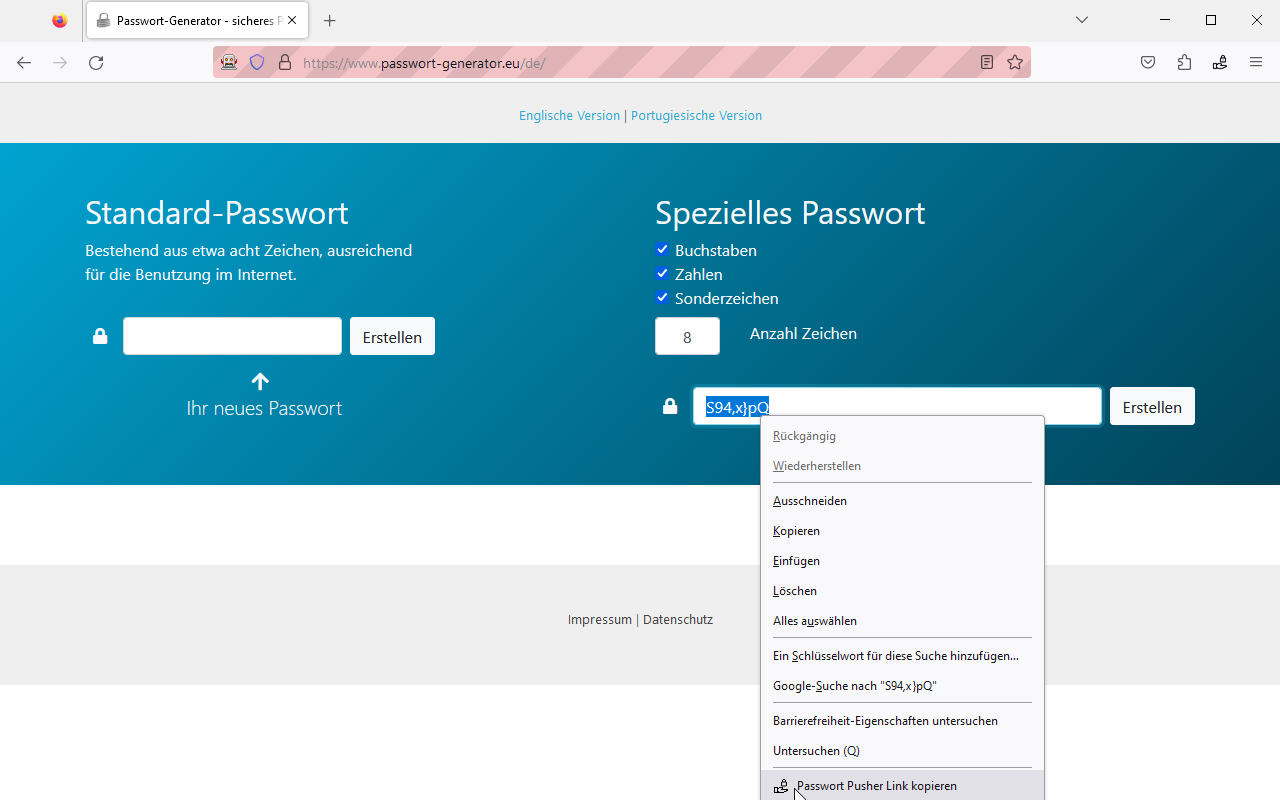 Passwort-Generator - sicheres P
https://www.passwort-generator.eu/de/
Englische Version | Portugiesische Version
Standard-Passwort
Bestehend aus etwa acht Zeichen, ausreichend
für die Benutzung im Internet.
Erstellen
Ihr neues Passwort
Spezielles Passwort
Buchstaben
Zahlen
Sonderzeichen
8
Anzahl Zeichen
S94,x}pQ
Erstellen
Rückgängig
Wiederherstellen
Ausschneiden
Kopieren
Einfügen
Löschen
Alles auswählen
Ein Schlüsselwort für diese Suche hinzufügen...
Google-Suche nach "S94,x}pQ"
Barrierefreiheit-Eigenschaften untersuchen
Untersuchen (Q)
Passwort Pusher Link kopieren
Impressum | Datenschutz